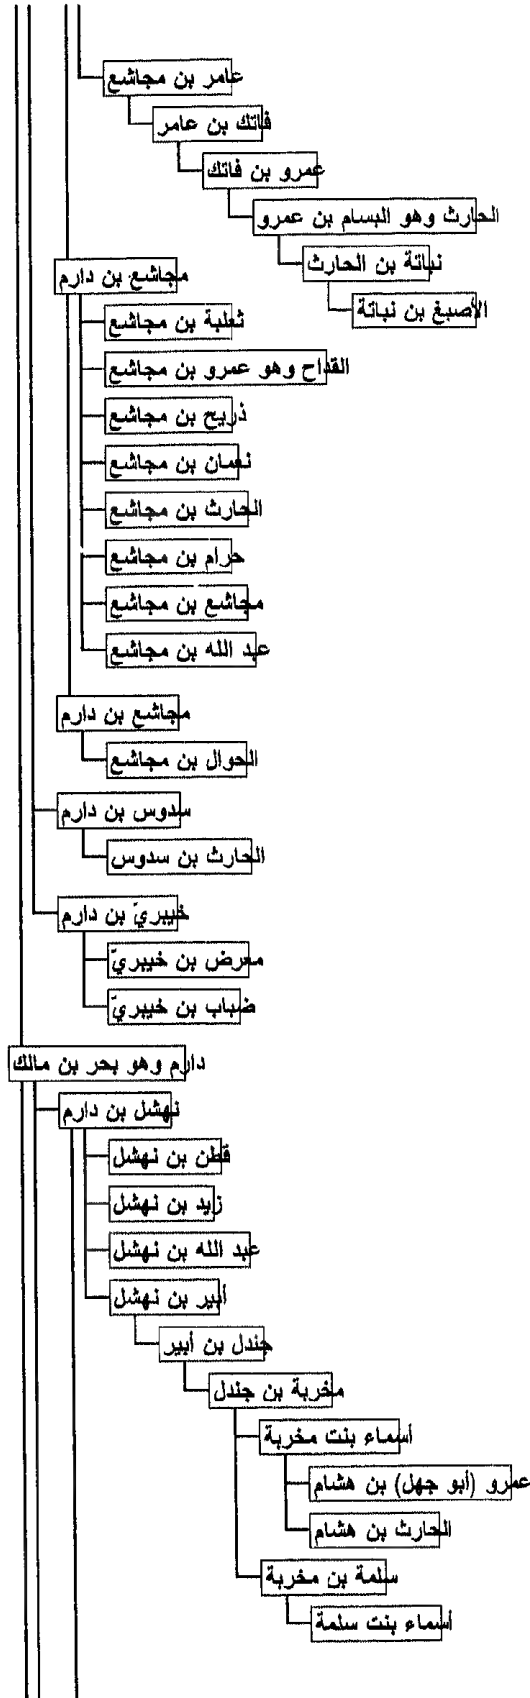 عامر بن مجاشع
فاتك بن عامر
عمرو بن فاتك
الحارث وهو البسام بن عمرو
نباتة بن الحارث
مجاشع بن دارم
الأصبغ بن نباتة
ثعلبة بن مجاشع
القداح وهو عمرو بن مجاشع
ذريح بن مجاشع
نعمان بن مجاشع
الحارث بن مجاشع
حرام بن مجاشع
مجاشع بن مجاشع
عبد الله بن مجاشع
مجاشع بن دارم
الحوال بن مجاشع
سدوس بن دارم
الحارث بن سدوس
خيبريّ بن دارم
معرض بن خيبريّ
ضباب بن خيبريّ
دارم وهو بحر بن مالك
نهشل بن دارم
قطن بن نهشل
زيد بن نهشل
عبد الله بن نهشل
أبير بن نهشل
جندل بن أبير
مخربة بن جندل
أسماء بنت مخربة
عمرو (أبو جهل) بن هشام
الحارث بن هشام
سلمة بن مخربة
أسماء بنت سلمة